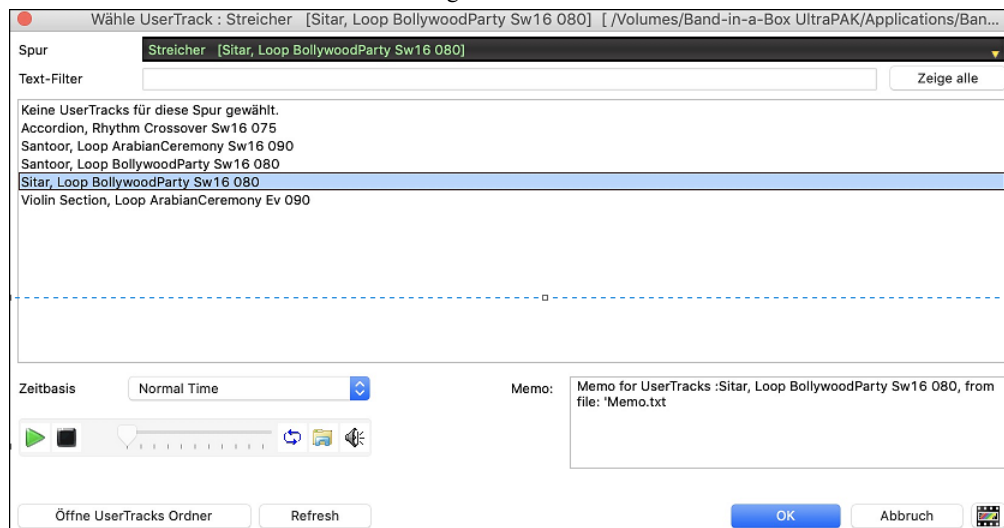 Wähle UserTrack : Streicher [Sitar, Loop BollywoodParty Sw16 080] [ /Volumes/Band-in-a-Box UltraPAK/Applications/Ban...
Spur Streicher [Sitar, Loop BollywoodParty Sw16 080]
Text-Filter Zeige alle
Keine UserTracks für diese Spur gewählt.
Accordion, Rhythm Crossover Sw16 075
Santoor, Loop ArabianCeremony Sw16 090
Santoor, Loop BollywoodParty Sw16 080
Sitar, Loop BollywoodParty Sw16 080
Violin Section, Loop ArabianCeremony Ev 090
Zeitbasis Normal Time Memo: Memo for UserTracks :Sitar, Loop BollywoodParty Sw16 080, from
file: 'Memo.txt
Öffne UserTracks Ordner Refresh OK Abbruch